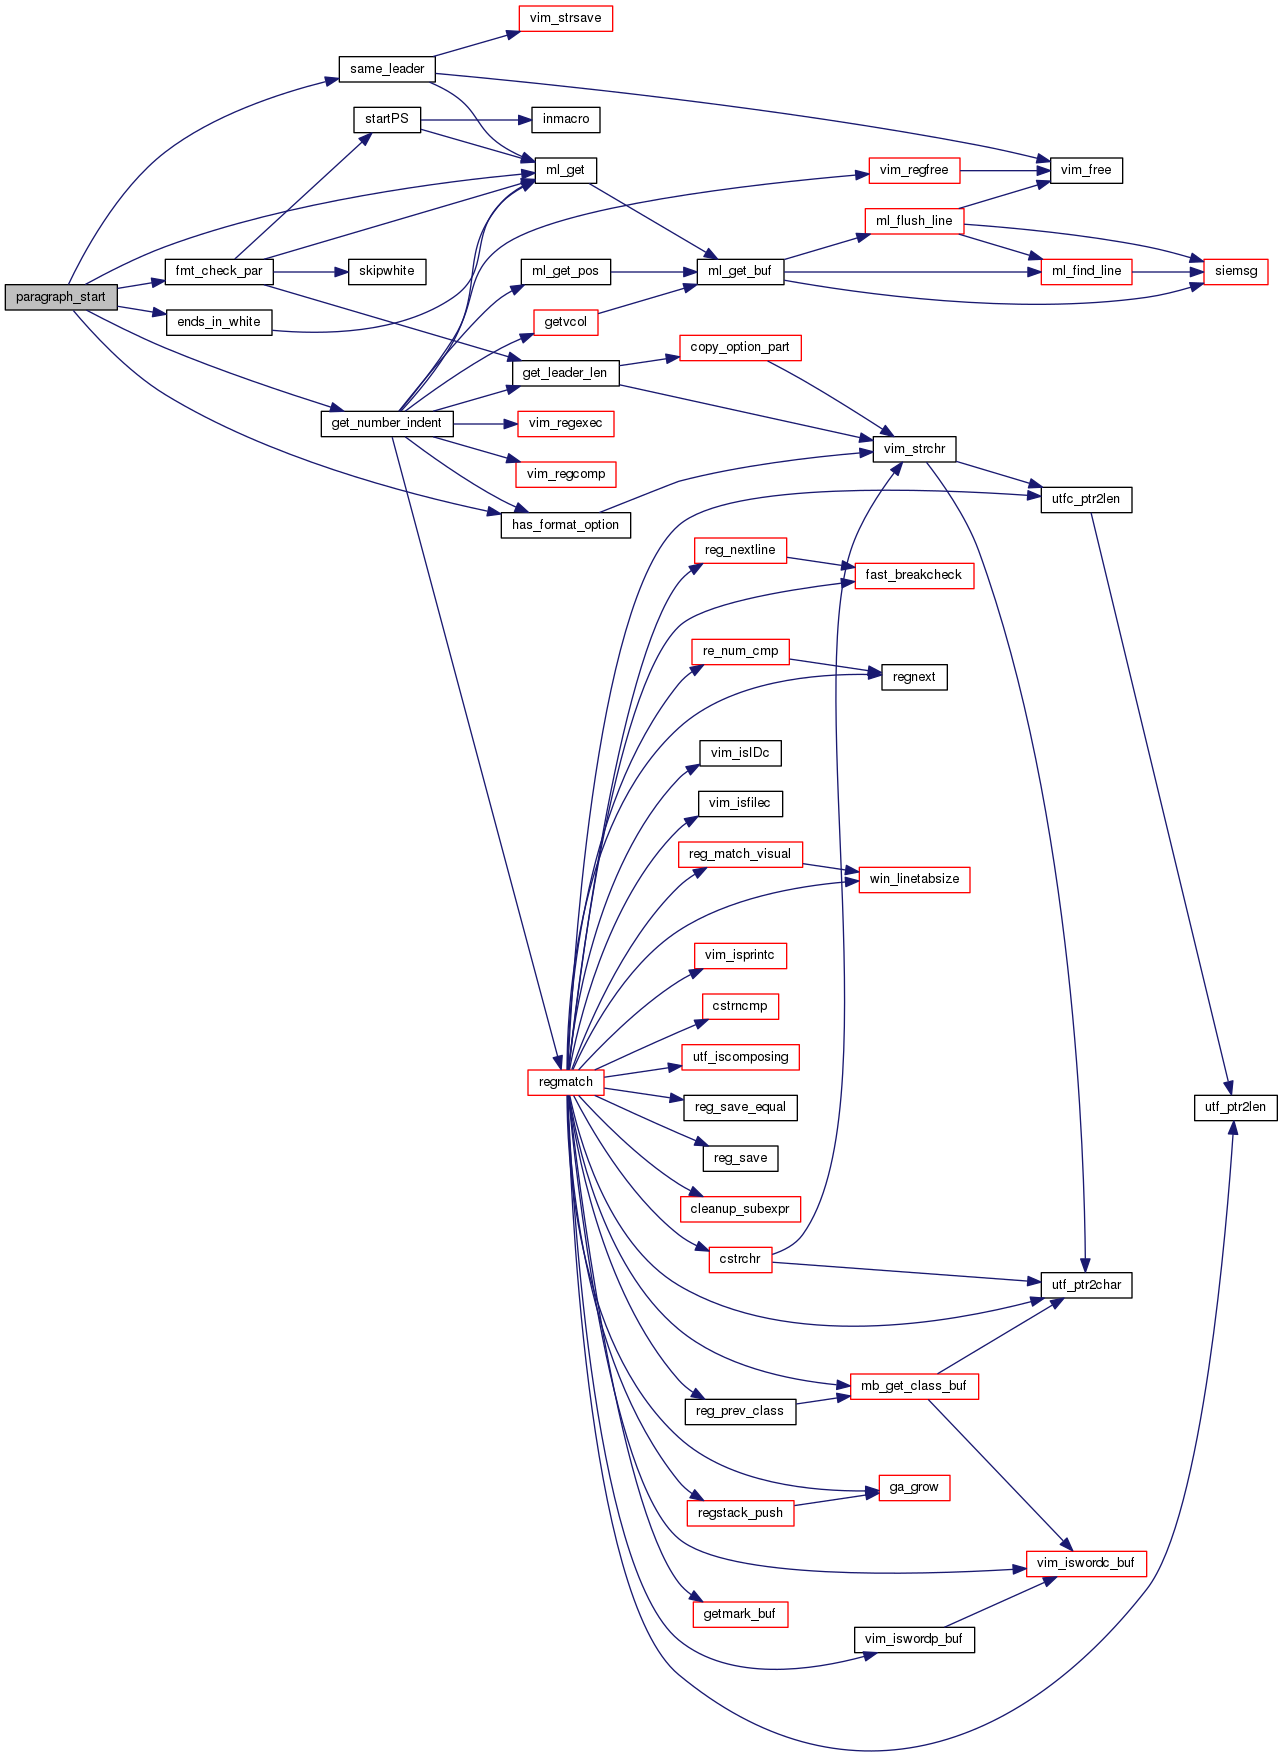 vim_strsave
same_leader
startPS
inmacro
ml_get
vim_regfree
vim_free
ml_flush_line
fmt_check_par
skipwhite
ml_get_pos
ml_get_buf
ml_find_line
siemsg
paragraph_start
ends_in_white
getvcol
copy_option_part
get_leader_len
get_number_indent
vim_regexec
vim_strchr
vim_regcomp
utfc_ptr2len
has_format_option
reg_nextline
fast_breakcheck
re_num_cmp
regnext
vim_isIDc
vim_isfilec
reg_match_visual
win_linetabsize
vim_isprintc
cstrncmp
utf_iscomposing
regmatch
reg_save_equal
utf_ptr2len
reg_save
cleanup_subexpr
cstrchr
utf_ptr2char
mb_get_class_buf
reg_prev_class
ga_grow
regstack_push
vim_iswordc_buf
getmark_buf
vim_iswordp_buf